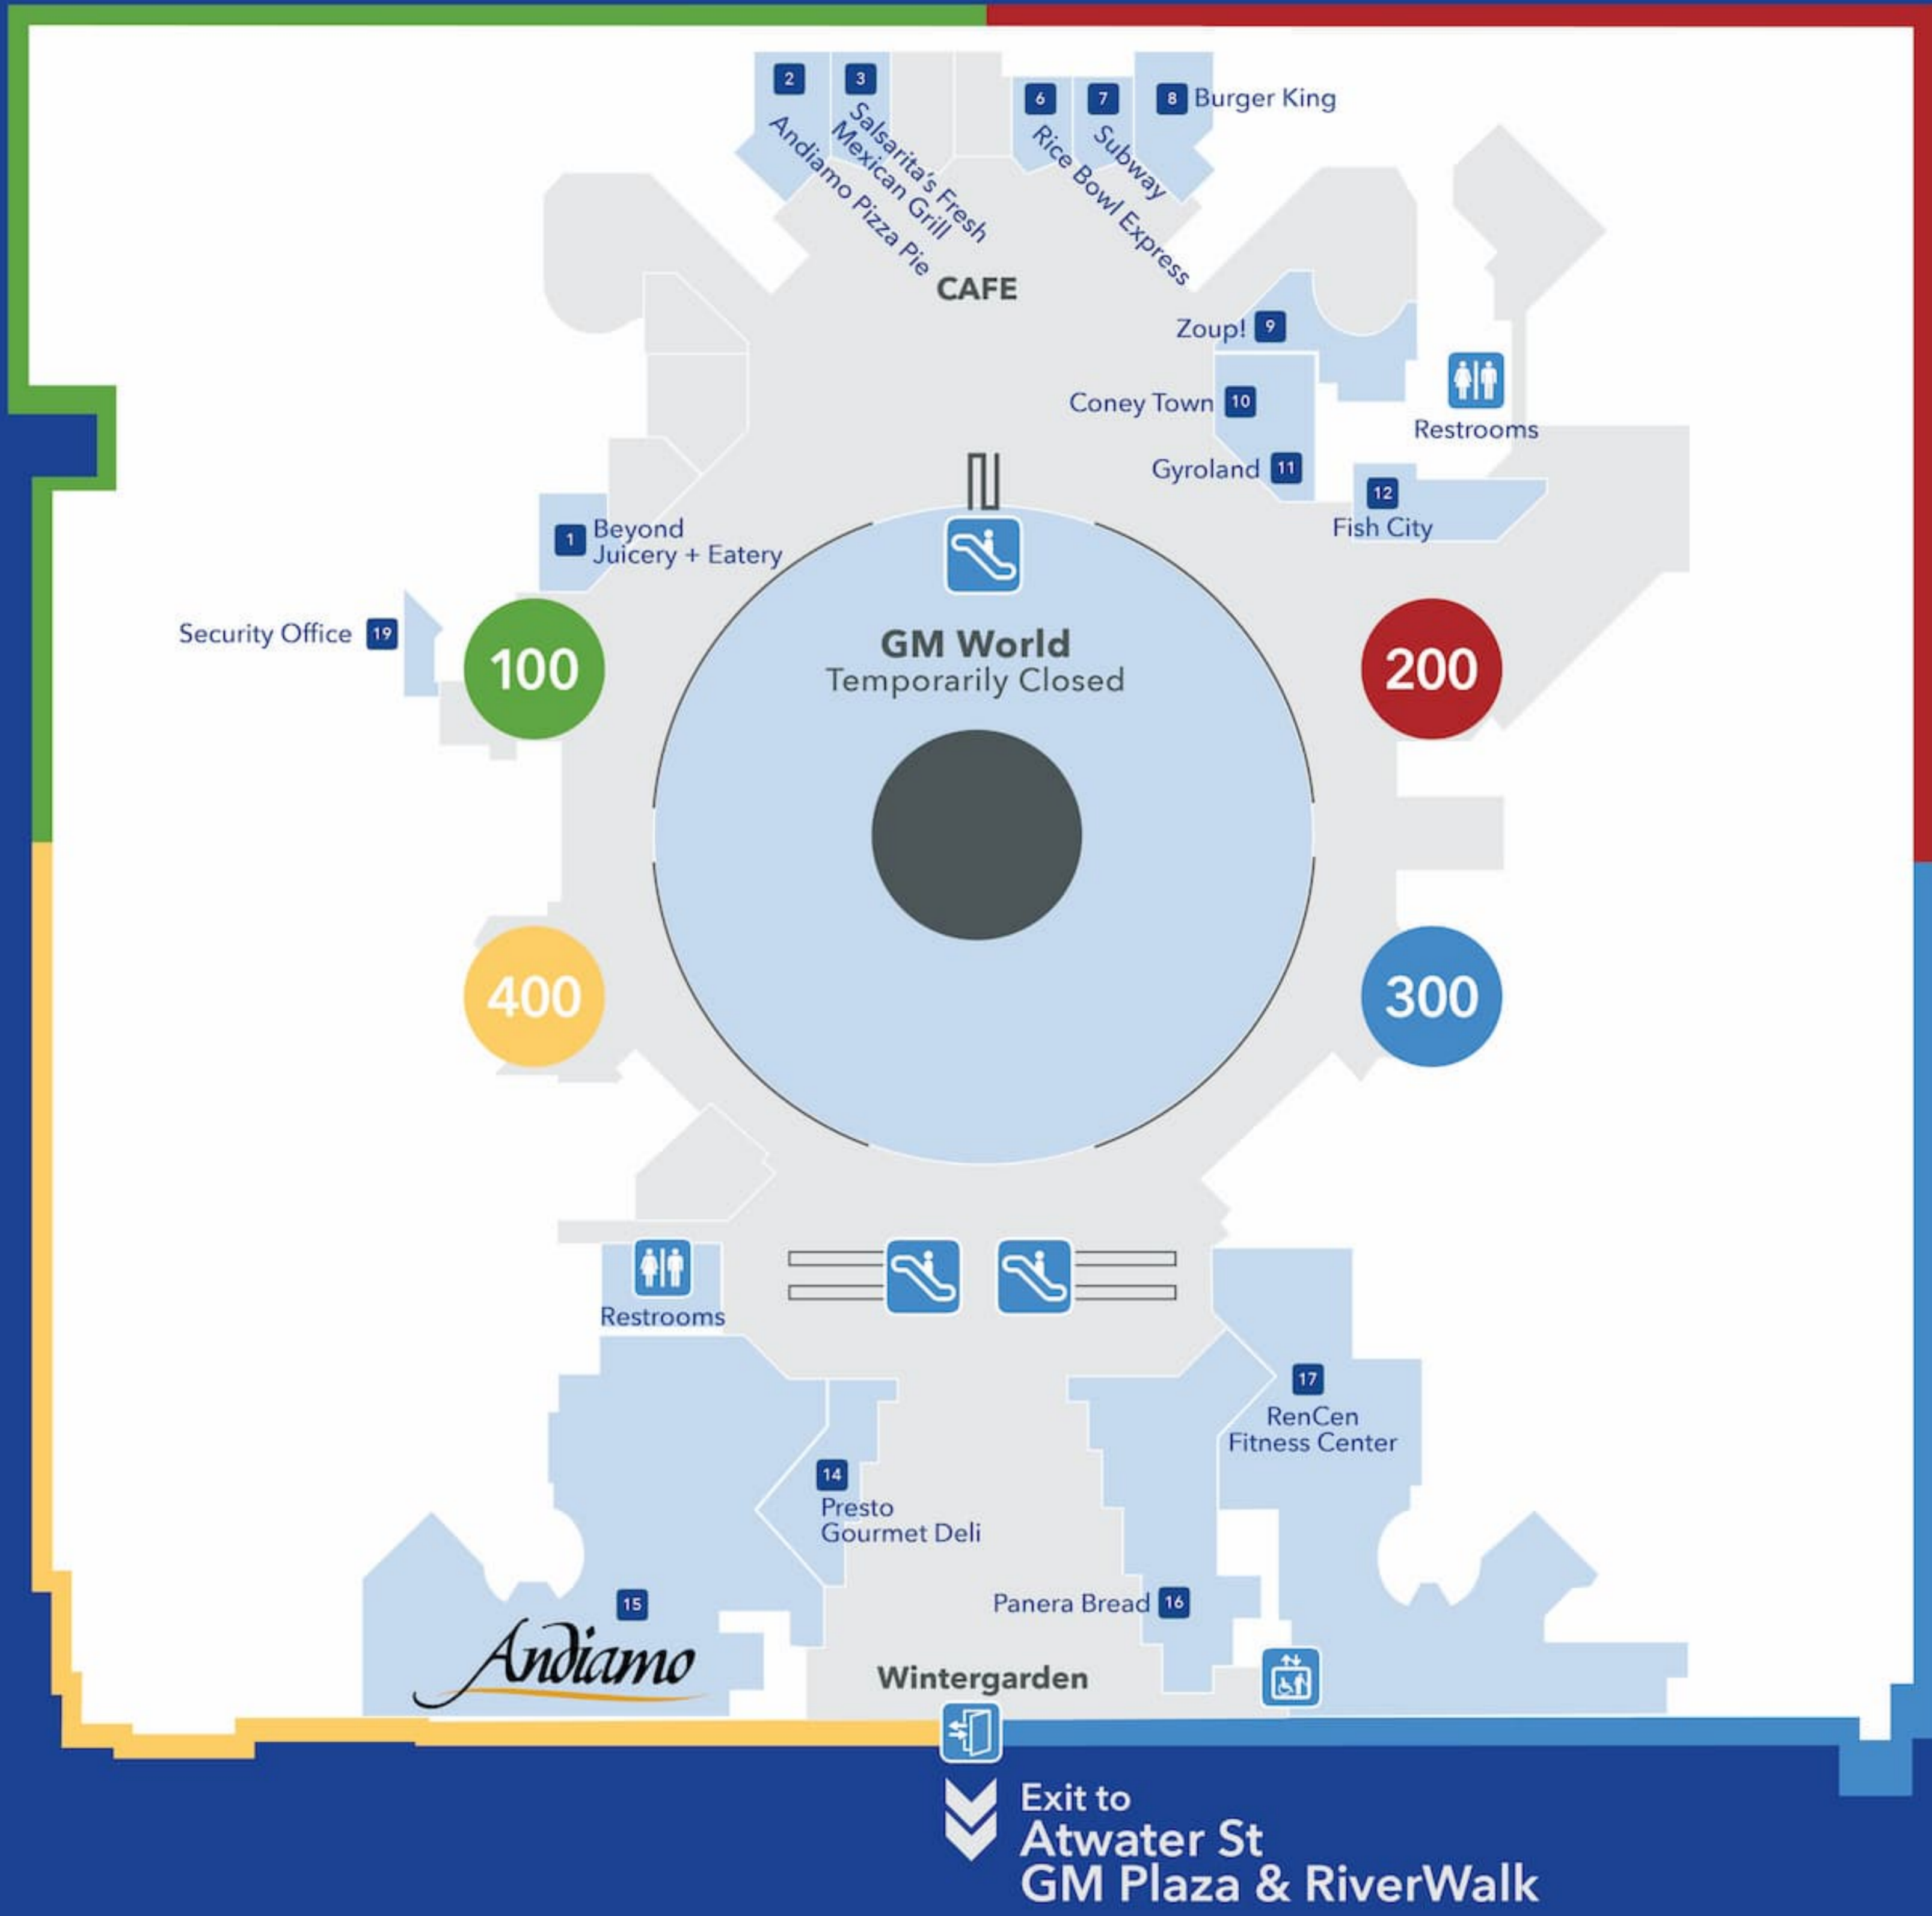 2
3
6
7
8
Burger King
Salsarita's Fresh
Mexican Grill
Andiamo Pizza Pie
Subway
Rice Bowl Express
CAFE
Zoup!
9
Coney Town
10
Restrooms
Gyroland
11
12
Fish City
1
Beyond
Juicery + Eatery
Security Office
19
100
GM World
Temporarily Closed
200
400
300
Restrooms
17
RenCen
Fitness Center
14
Presto
Gourmet Deli
15
Andiamo
Panera Bread
16
Wintergarden
Exit to
Atwater St
GM Plaza & RiverWalk